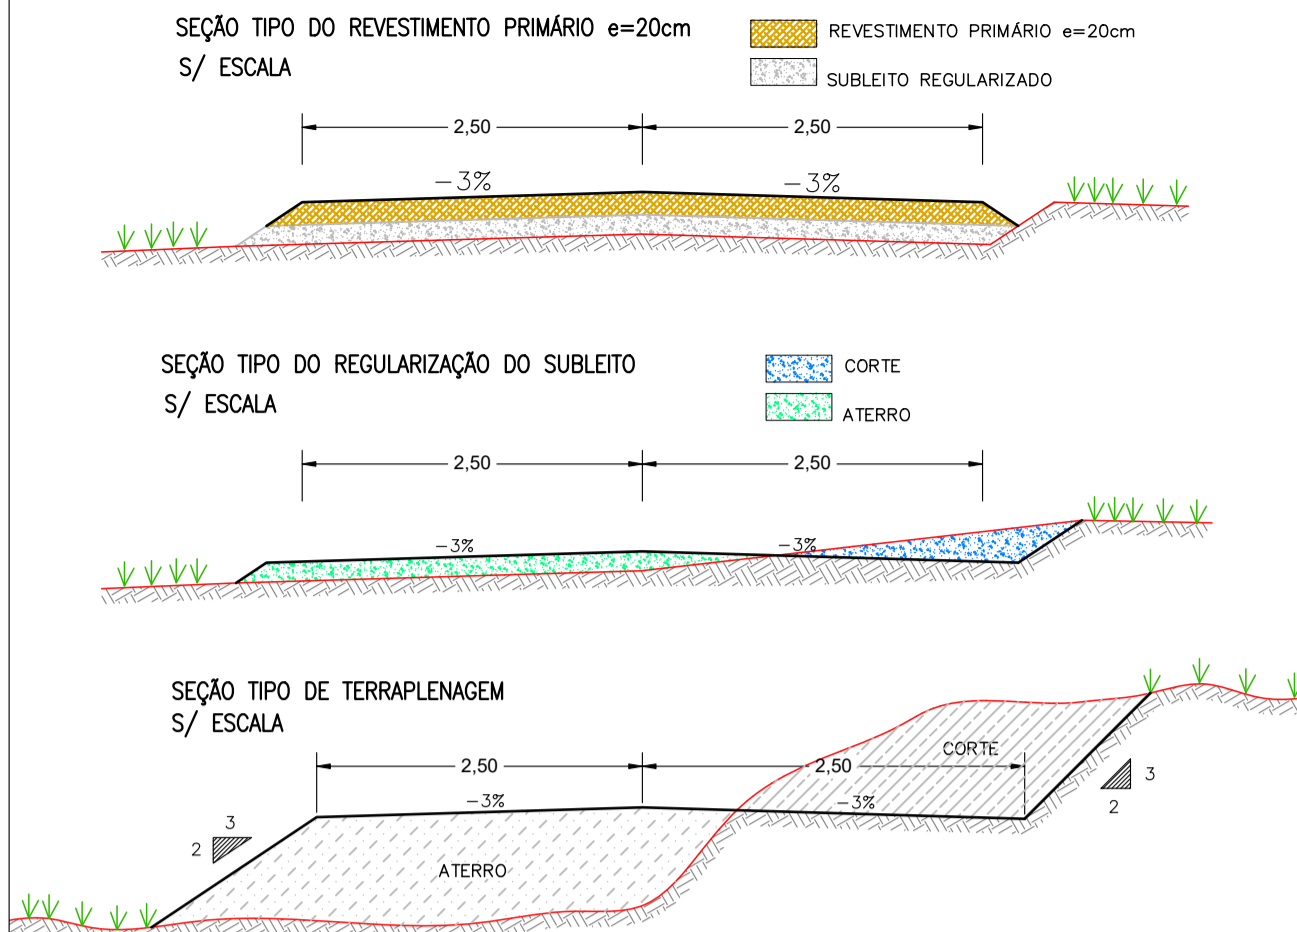 SEÇÃO TIPO DO REVESTIMENTO PRIMÁRIO e=20cm
S/ ESCALA
REVESTIMENTO PRIMÁRIO e=20cm
SUBLEITO REGULARIZADO
2,50
2,50
-3%
-3%
SEÇÃO TIPO DO REGULARIZAÇÃO DO SUBLEITO
S/ ESCALA
CORTE
ATERRO
2,50
2,50
-3%
-3%
SEÇÃO TIPO DE TERRAPLENAGEM
S/ ESCALA
CORTE
2,50
2,50
-3%
-3%
3
2
3
2
ATERRO